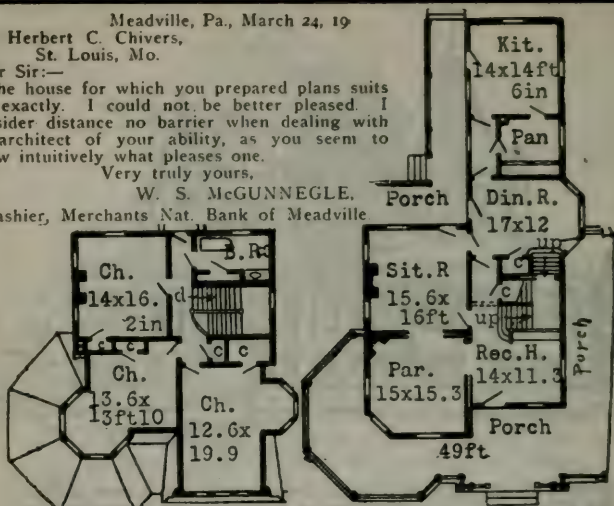 Meadville, Pa., March 24, 19
Herbert C. Chivers,
St. Louis, Mo.
r Sir:—
he house for which you prepared plans suits
exactly. I could not be better pleased. I
sider distance no barrier when dealing with
architect of your ability, as you seem to
w intuitively what pleases one.
Very truly yours,
W. S. McGUNNEGLE,
ashier, Merchants Nat. Bank of Meadville
Ch.
14x16.
2in
B.R
d
c
c
Ch.
13.6x
13ft10
c
c
Ch.
12.6x
19.9
Kit.
14x14ft
6in
Pan
Porch
Din.R.
17x12
up
c
Sit.R
15.6x
16ft
c
up
Par.
15x15.3
Rec.H.
14x11.3
Porch
Porch
49ft